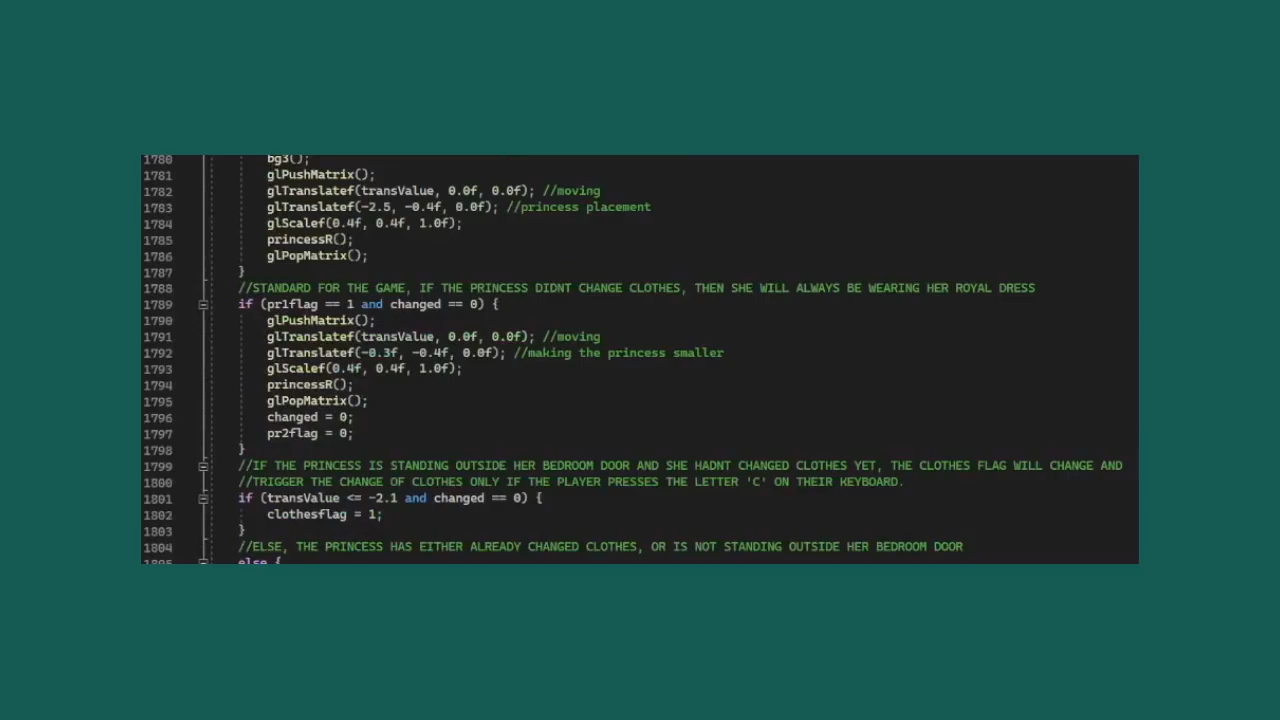 1780 bg3();
1781 glPushMatrix();
1782 glTranslatef(transValue, 0.0f, 0.0f); //moving
1783 glTranslatef(-2.5, -0.4f, 0.0f); //princess placement
1784 glScalef(0.4f, 0.4f, 1.0f);
1785 princessR();
1786 glPopMatrix();
1787 }
1788 //STANDARD FOR THE GAME, IF THE PRINCESS DIDNT CHANGE CLOTHES, THEN SHE WILL ALWAYS BE WEARING HER ROYAL DRESS
1789 if (pr1flag == 1 and changed == 0) {
1790 glPushMatrix();
1791 glTranslatef(transValue, 0.0f, 0.0f); //moving
1792 glTranslatef(-0.3f, -0.4f, 0.0f); //making the princess smaller
1793 glScalef(0.4f, 0.4f, 1.0f);
1794 princessR();
1795 glPopMatrix();
1796 changed = 0;
1797 pr2flag = 0;
1798 }
1799 //IF THE PRINCESS IS STANDING OUTSIDE HER BEDROOM DOOR AND SHE HADNT CHANGED CLOTHES YET, THE CLOTHES FLAG WILL CHANGE AND
1800 //TRIGGER THE CHANGE OF CLOTHES ONLY IF THE PLAYER PRESSES THE LETTER 'C' ON THEIR KEYBOARD.
1801 if (transValue <= -2.1 and changed == 0) {
1802 clothesflag = 1;
1803 }
1804 //ELSE, THE PRINCESS HAS EITHER ALREADY CHANGED CLOTHES, OR IS NOT STANDING OUTSIDE HER BEDROOM DOOR
1805 else {